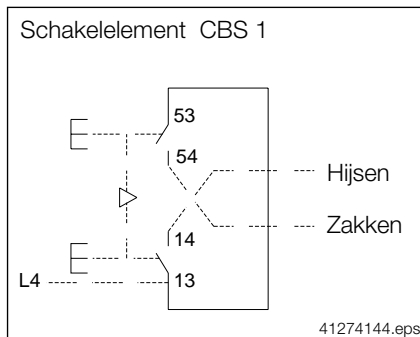 Schakelelement CBS 1
53
54
Hijsen
Zakken
14
L4
13
41274144.eps